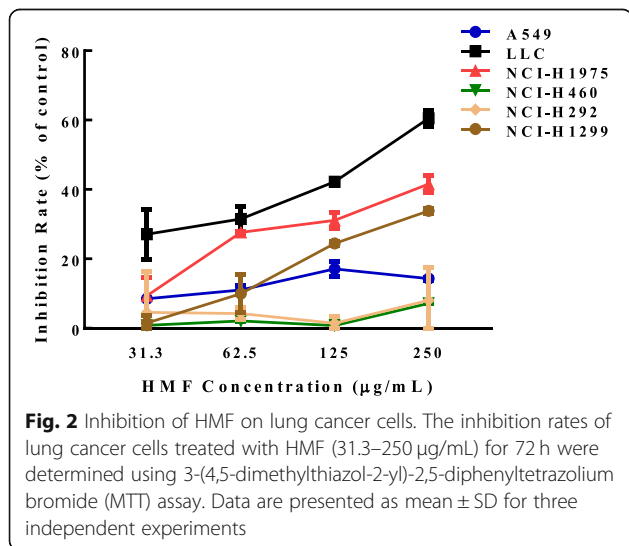 A549
LLC
NCI-H1975
NCI-H460
NCI-H292
NCI-H1299
80
60
40
20
0
Inhibition Rate (% of control)
31.3 62.5 125 250
HMF Concentration (μg/mL)
Fig. 2 Inhibition of HMF on lung cancer cells. The inhibition rates of
lung cancer cells treated with HMF (31.3–250 μg/mL) for 72 h were
determined using 3-(4,5-dimethylthiazol-2-yl)-2,5-diphenyltetrazolium
bromide (MTT) assay. Data are presented as mean ± SD for three
independent experiments